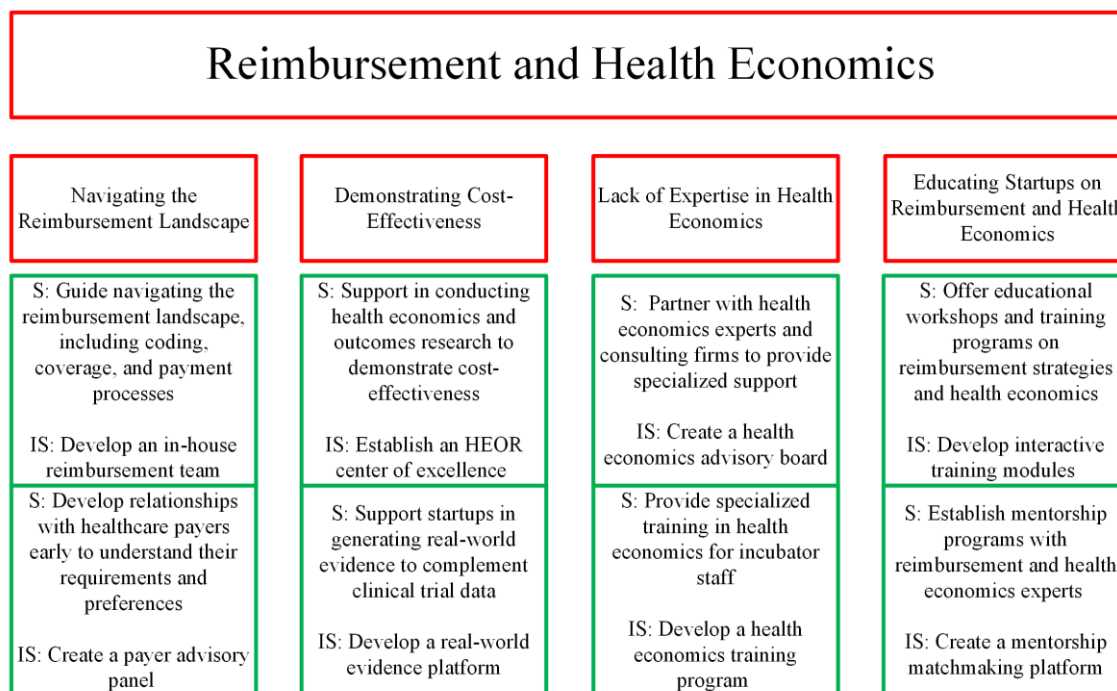 Reimbursement and Health Economics
Navigating the
Reimbursement Landscape
S: Guide navigating the
reimbursement landscape,
including coding,
coverage, and payment
processes
IS: Develop an in-house
reimbursement team
S: Develop relationships
with healthcare payers
early to understand their
requirements and
preferences
IS: Create a payer advisory
panel
Demonstrating Cost-
Effectiveness
S: Support in conducting
health economics and
outcomes research to
demonstrate cost-
effectiveness
IS: Establish an HEOR
center of excellence
S: Support startups in
generating real-world
evidence to complement
clinical trial data
IS: Develop a real-world
evidence platform
Lack of Expertise in Health
Economics
S: Partner with health
economics experts and
consulting firms to provide
specialized support
IS: Create a health
economics advisory board
S: Provide specialized
training in health
economics for incubator
staff
IS: Develop a health
economics training
program
Educating Startups on
Reimbursement and Health
Economics
S: Offer educational
workshops and training
programs on
reimbursement strategies
and health economics
IS: Develop interactive
training modules
S: Establish mentorship
programs with
reimbursement and health
economics experts
IS: Create a mentorship
matchmaking platform